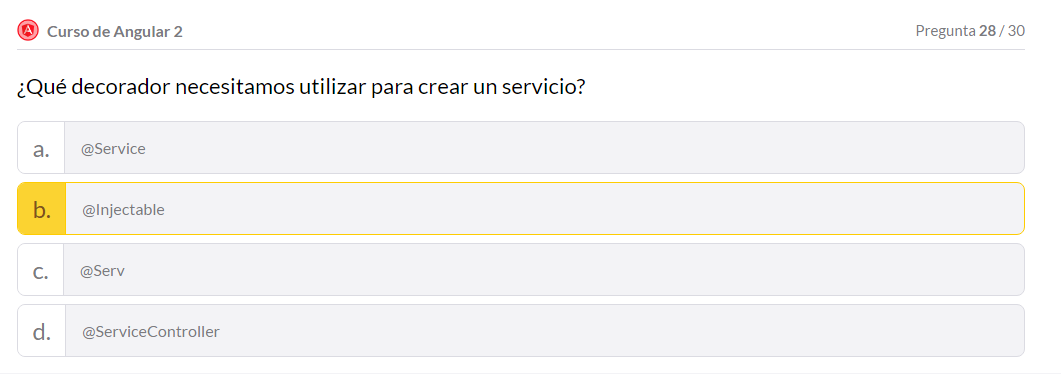 Curso de Angular 2
Pregunta 28 / 30
¿Qué decorador necesitamos utilizar para crear un servicio?
a. @Service
b. @Injectable
c. @Serv
d. @ServiceController